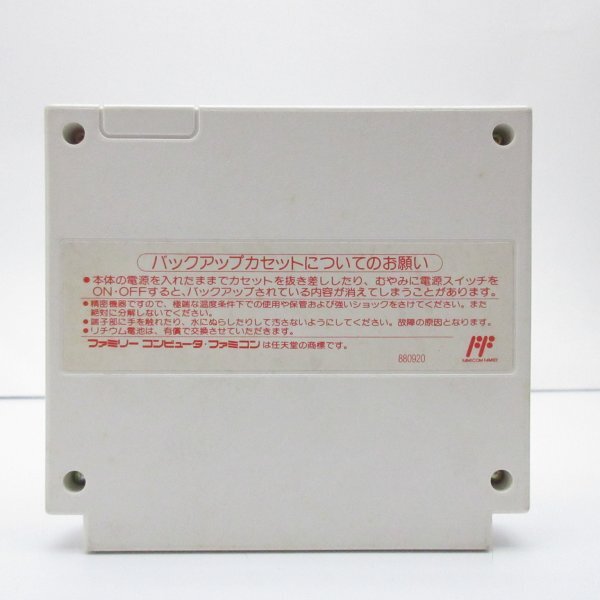 バックアップカセットについてのお願い
●本体の電源を入れたままでカセットを抜き差ししたり、むやみに電源スイッチを
ON・OFFすると、バックアップされている内容が消えてしまうことがあります。
●精密機器ですので、極端な温度条件下での使用や保管および強いショックをさけてください。また
絶対に分解しないでください。
●端子部に手を触れたり、水にぬらしたりして汚さないようにしてください。故障の原因となります。
●リチウム電池は、有償で交換させていただきます。
ファミリー コンピュータ・ファミコン は任天堂の商標です。
880920
FAMICOM FAMILY